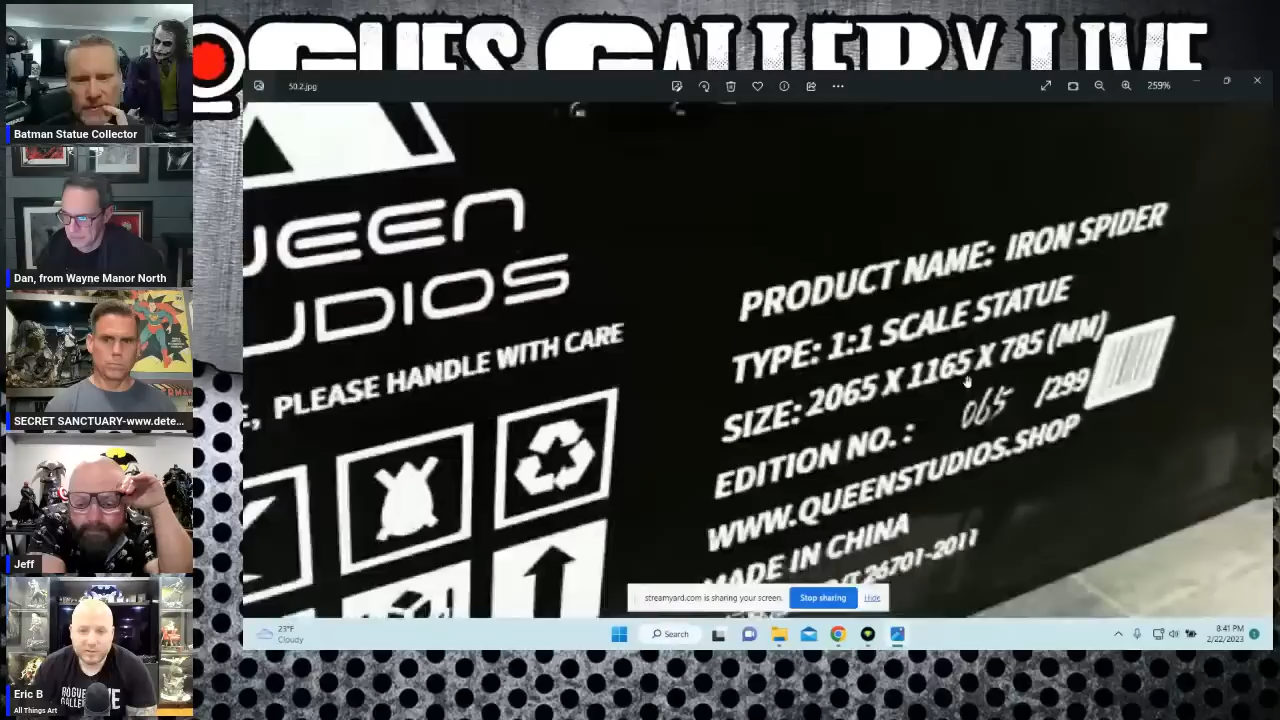 ROGUES GALLERY LIVE
Batman Statue Collector
Dan, from Wayne Manor North
SECRET SANCTUARY-www.dete...
Jeff
Eric B
All Things Art
50.2.jpg
259%
UEEN
UDIOS
E, PLEASE HANDLE WITH CARE
PRODUCT NAME: IRON SPIDER
TYPE: 1:1 SCALE STATUE
SIZE: 2065 X 1165 X 785 (MM)
EDITION NO. : 065 /299
WWW.QUEENSTUDIOS.SHOP
MADE IN CHINA
26701-2011
streamyard.com is sharing your screen.
Stop sharing
Hide
23°F
Cloudy
Search
8:41 PM
2/22/2023